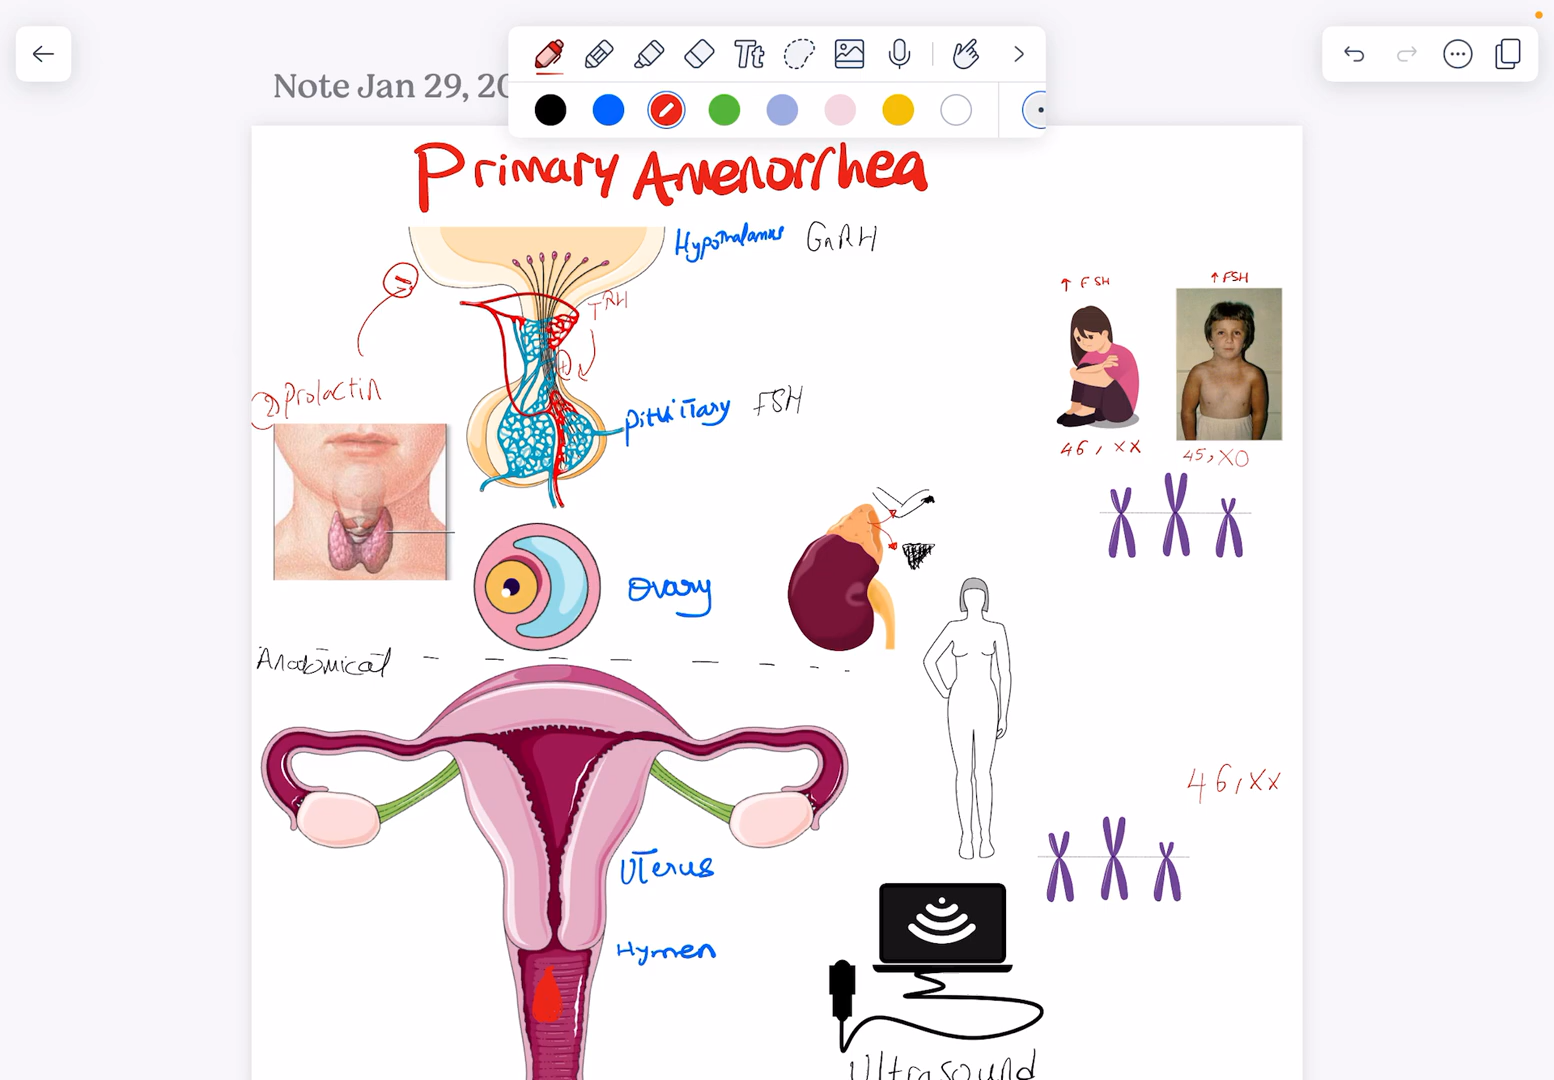 Note Jan 29, 20
Tt
Primary Amenorrhea
Hypothalamus GnRH
TRH
↑ FSH
↑ FSH
Prolactin
Pituitary FSH
46, XX
45, XO
Ovary
Anatomical
46, XX
Uterus
Hymen
Ultrasound